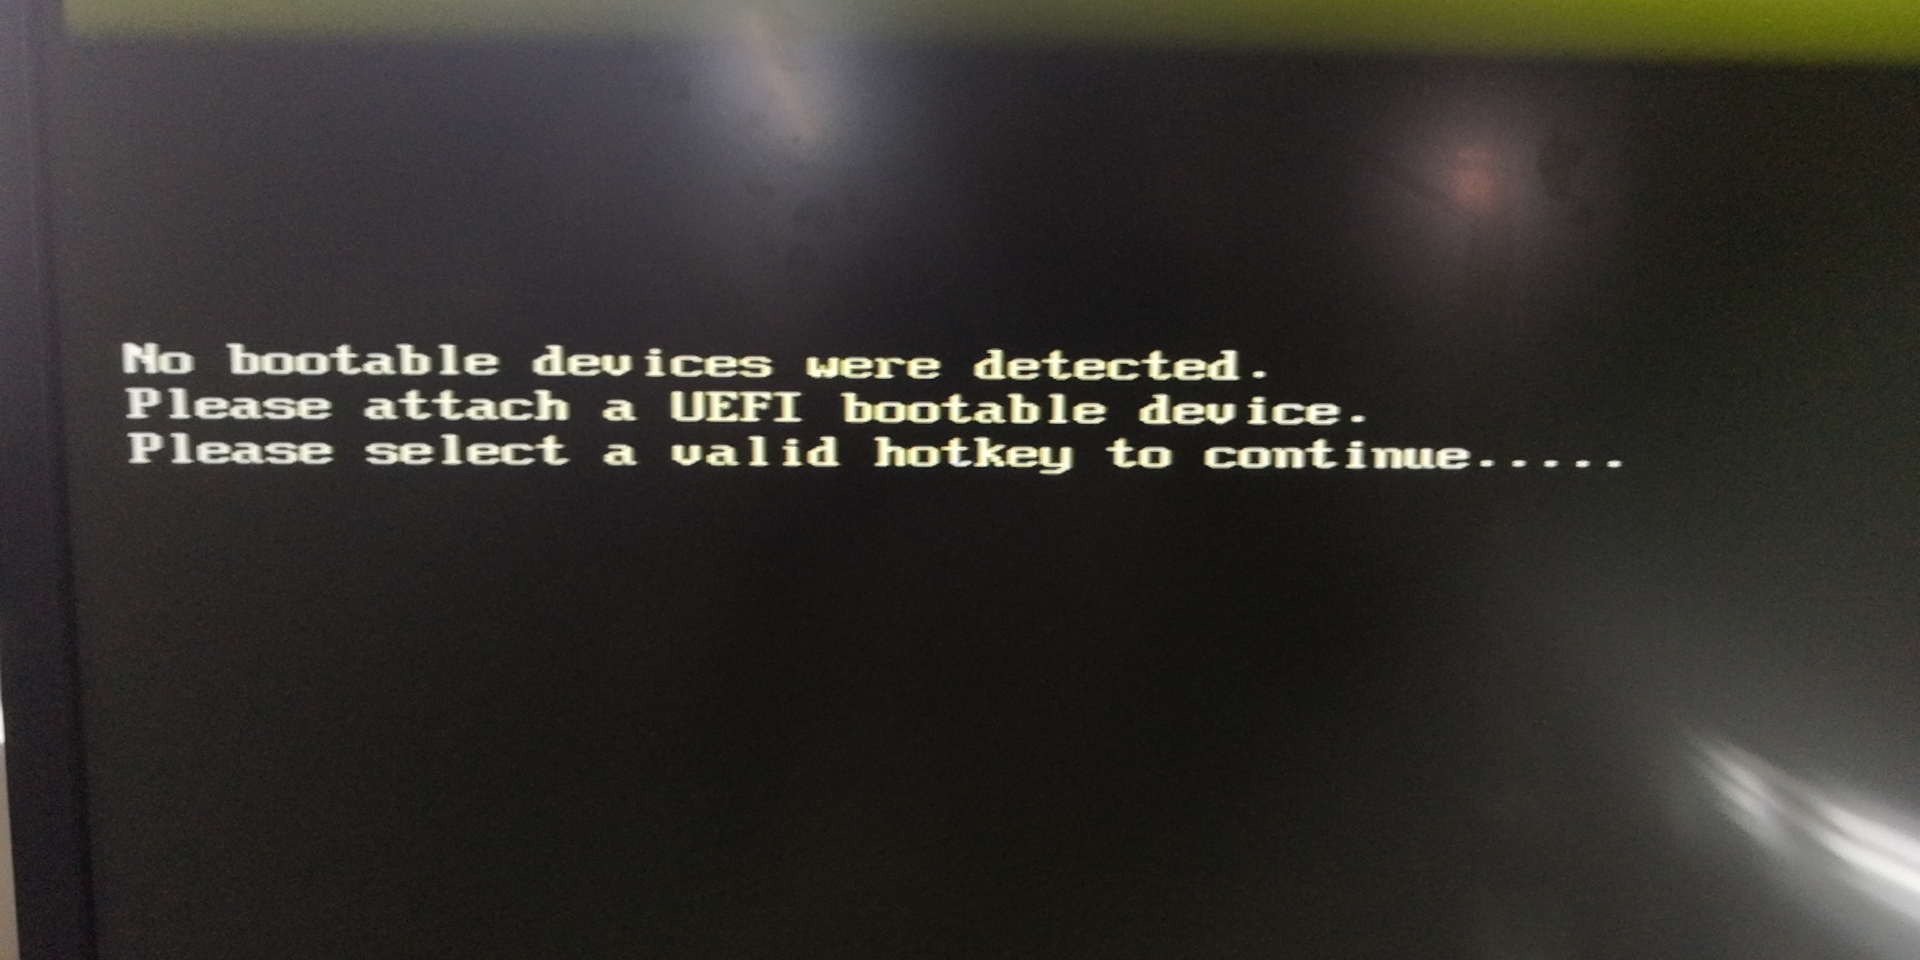 No bootable devices were detected.
Please attach a UEFI bootable device.
Please select a valid hotkey to continue.....